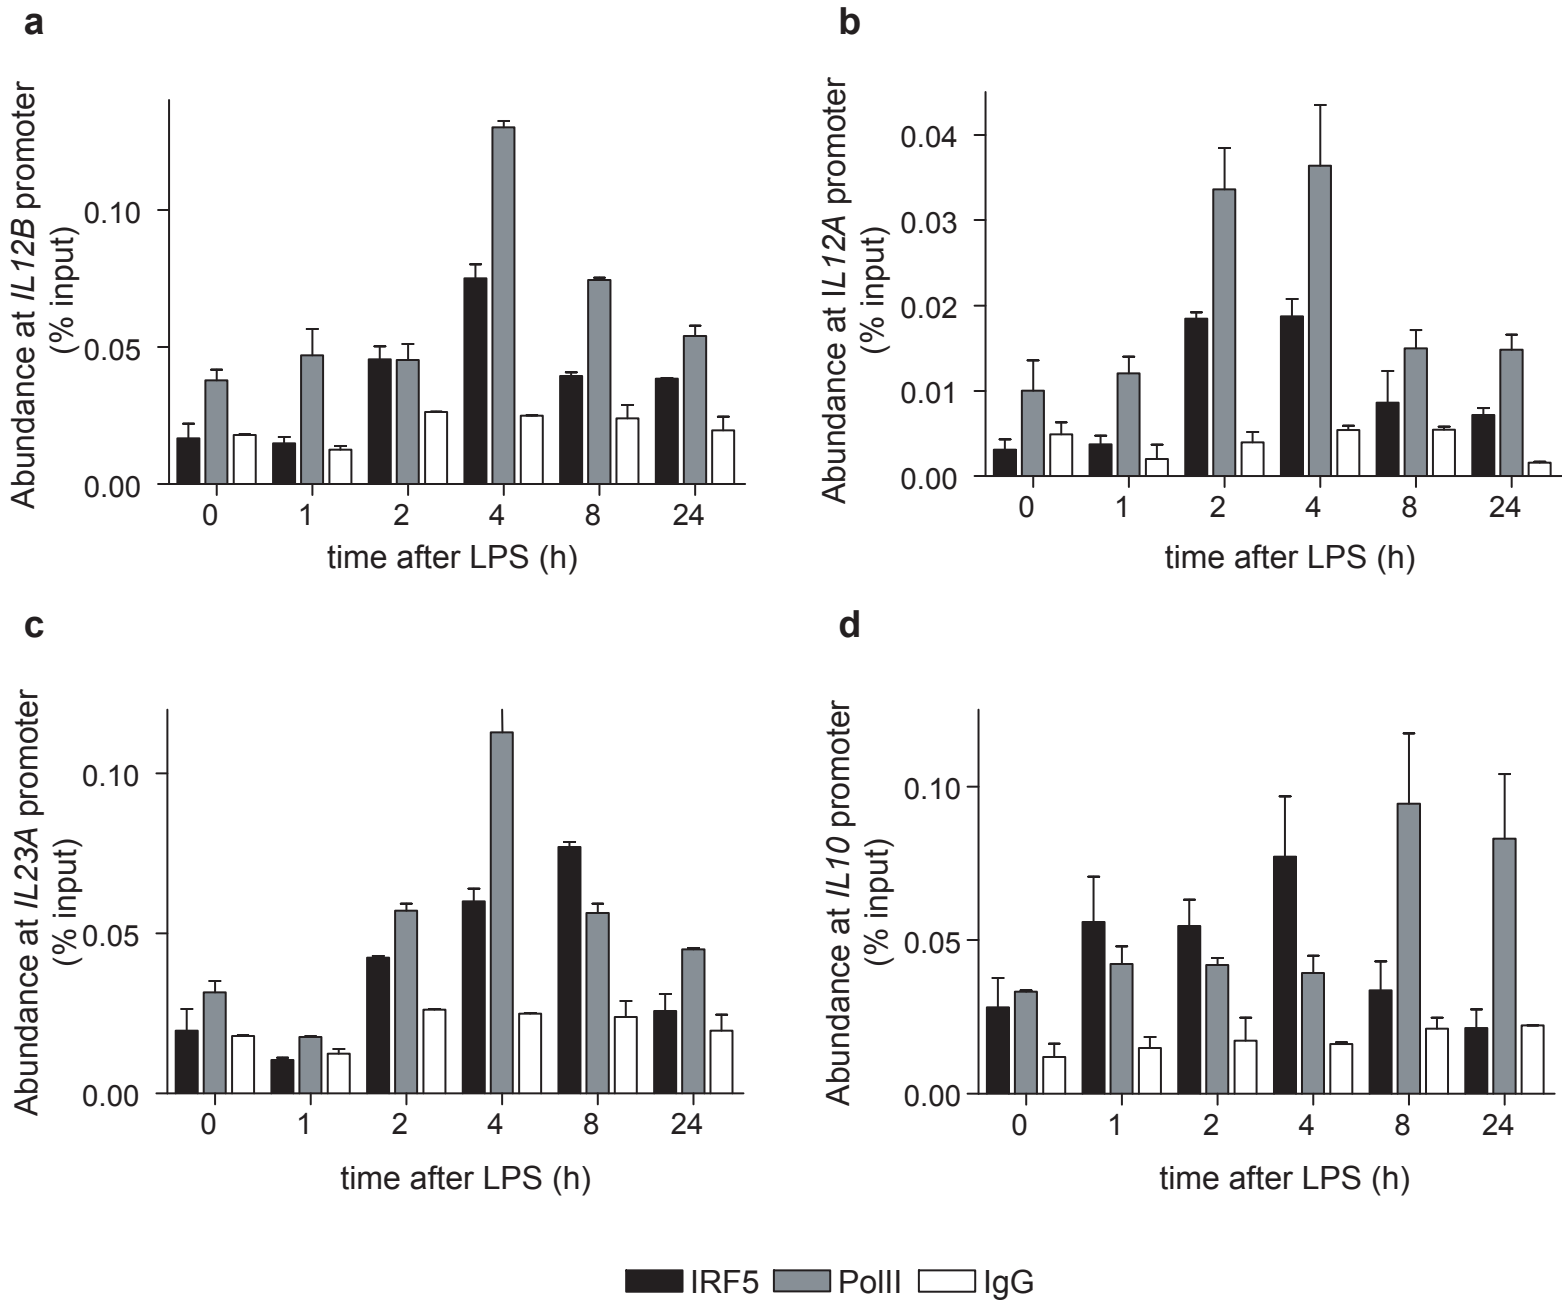 a
Abundance at IL12B promoter
(% input)
0.10
0.05
0.00
0 1 2 4 8 24
time after LPS (h)
b
Abundance at IL12A promoter
(% input)
0.04
0.03
0.02
0.01
0.00
0 1 2 4 8 24
time after LPS (h)
c
Abundance at IL23A promoter
(% input)
0.10
0.05
0.00
0 1 2 4 8 24
time after LPS (h)
d
Abundance at IL10 promoter
(% input)
0.10
0.05
0.00
0 1 2 4 8 24
time after LPS (h)
IRF5 PolII IgG